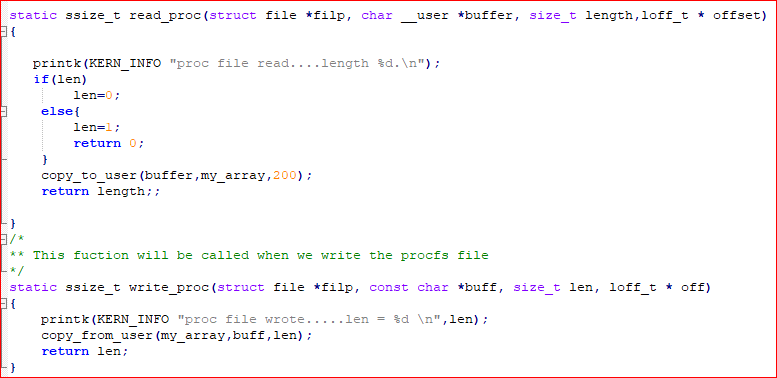 static ssize_t read_proc(struct file *filp, char __user *buffer, size_t length,loff_t * offset)
{
printk(KERN_INFO "proc file read....length %d.\n");
if(len)
len=0;
else{
len=1;
return 0;
}
copy_to_user(buffer,my_array,200);
return length;;
}
/*
** This fuction will be called when we write the procfs file
*/
static ssize_t write_proc(struct file *filp, const char *buff, size_t len, loff_t * off)
{
printk(KERN_INFO "proc file wrote.....len = %d \n",len);
copy_from_user(my_array,buff,len);
return len;
}